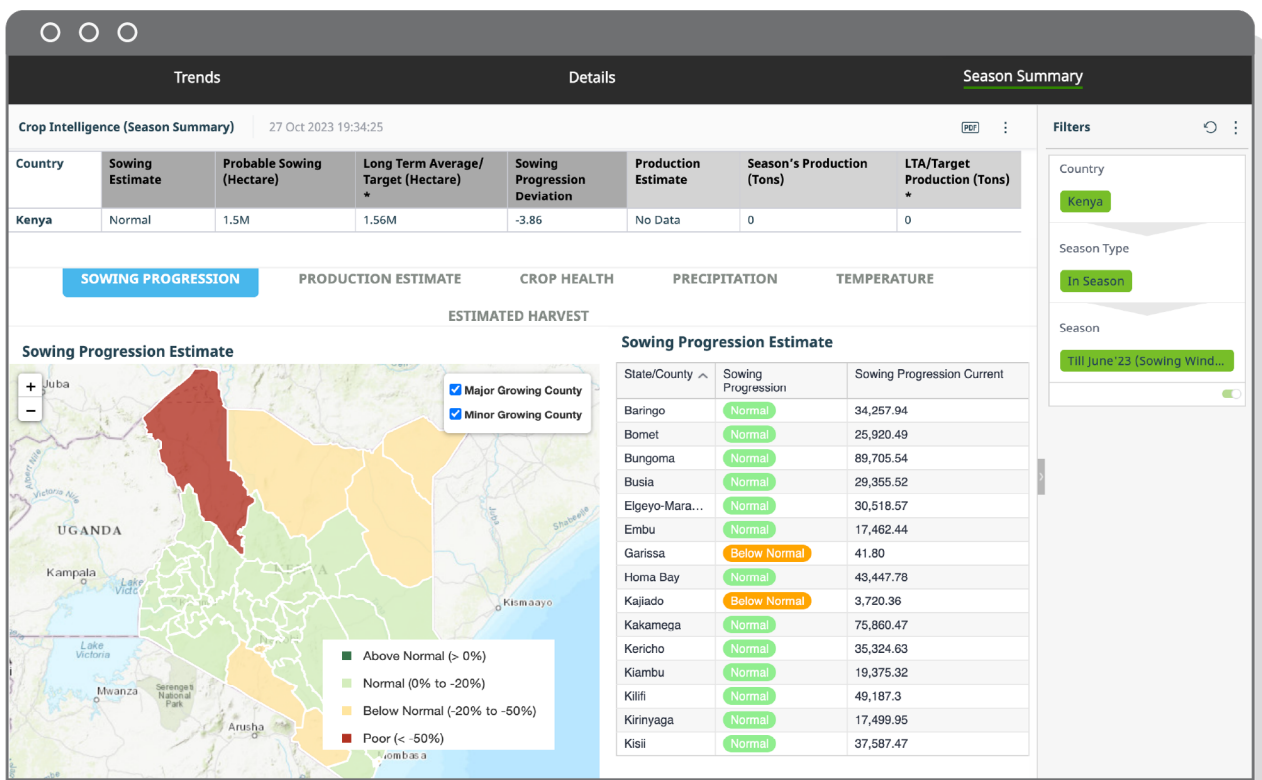 Trends Details Season Summary
Crop Intelligence (Season Summary) 27 Oct 2023 19:34:25 PDF
Filters
Country Sowing Estimate Probable Sowing (Hectare) Long Term Average/ Target (Hectare) * Sowing Progression Deviation Production Estimate Season's Production (Tons) LTA/Target Production (Tons) *
Kenya Normal 1.5M 1.56M -3.86 No Data 0 0
Country
Kenya
Season Type
In Season
Season
Till June'23 (Sowing Wind...
SOWING PROGRESSION PRODUCTION ESTIMATE CROP HEALTH PRECIPITATION TEMPERATURE
ESTIMATED HARVEST
Sowing Progression Estimate
+
−
Major Growing County
Minor Growing County
Juba
Albert Nile
Victoria Nile
UGANDA
Kampala
Lake
KENYA
Juba
Shabeelle
Kismaayo
Lake
Victoria
Mwanza
Serengeti
National
Park
Arusha
Above Normal (> 0%)
Normal (0% to -20%)
Below Normal (-20% to -50%)
Poor (< -50%)
Sowing Progression Estimate
State/County Sowing Progression Sowing Progression Current
Baringo Normal 34,257.94
Bomet Normal 25,920.49
Bungoma Normal 89,705.54
Busia Normal 29,355.52
Elgeyo-Mara... Normal 30,518.57
Embu Normal 17,462.44
Garissa Below Normal 41.80
Homa Bay Normal 43,447.78
Kajiado Below Normal 3,720.36
Kakamega Normal 75,860.47
Kericho Normal 35,324.63
Kiambu Normal 19,375.32
Kilifi Normal 49,187.3
Kirinyaga Normal 17,499.95
Kisii Normal 37,587.47